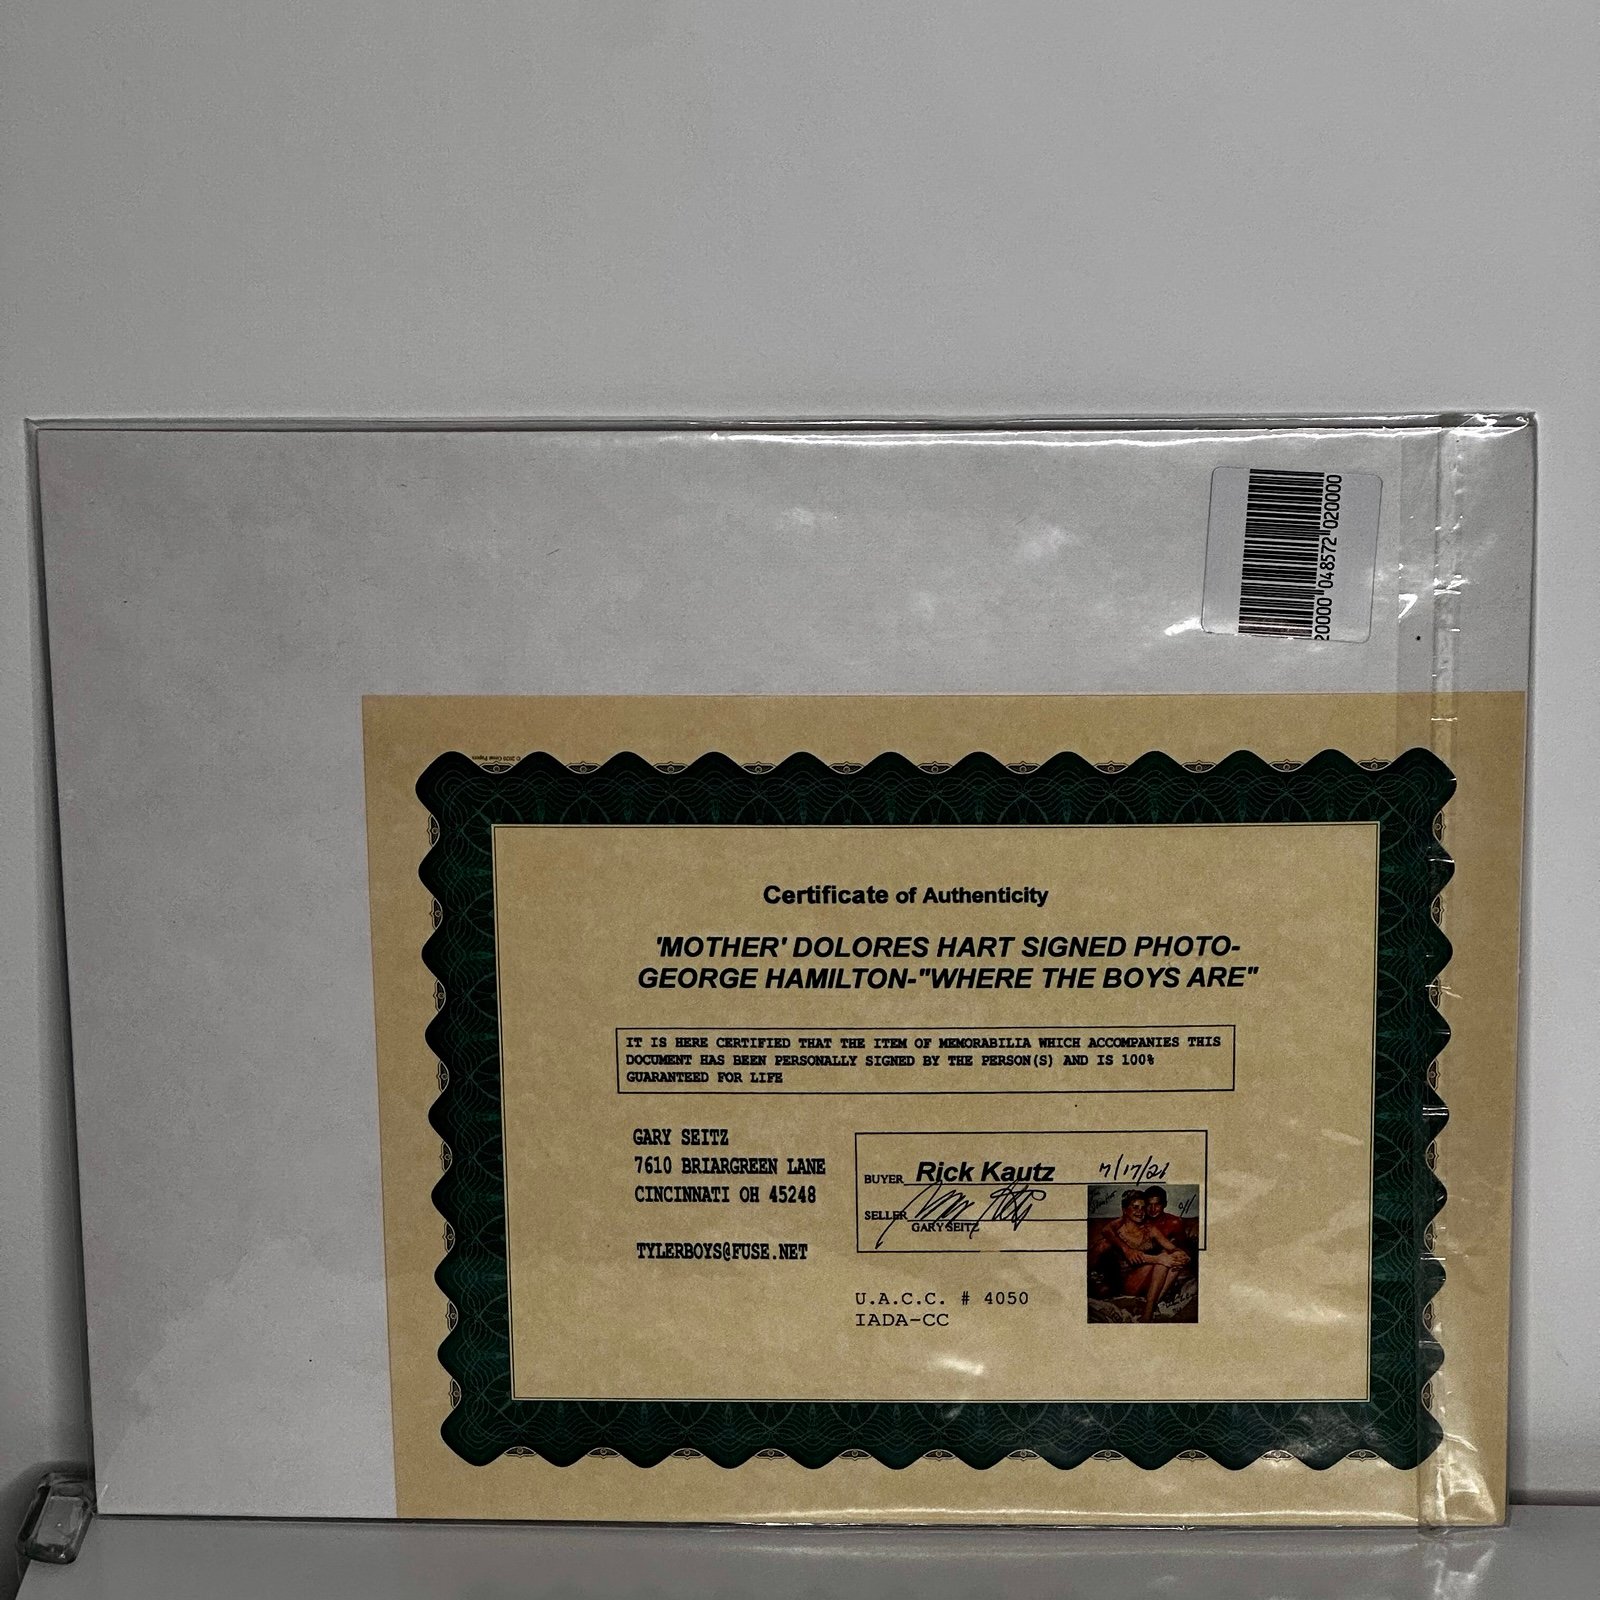 20000 048572 020000
Certificate of Authenticity
'MOTHER' DOLORES HART SIGNED PHOTO-
GEORGE HAMILTON-"WHERE THE BOYS ARE"
IT IS HERE CERTIFIED THAT THE ITEM OF MEMORABILIA WHICH ACCOMPANIES THIS
DOCUMENT HAS BEEN PERSONALLY SIGNED BY THE PERSON(S) AND IS 100%
GUARANTEED FOR LIFE
GARY SEITZ
7610 BRIARGREEN LANE
CINCINNATI OH 45248
TYLERBOYS@FUSE.NET
BUYER Rick Kautz 7/17/21
SELLER
GARY SEITZ
U.A.C.C. # 4050
IADA-CC